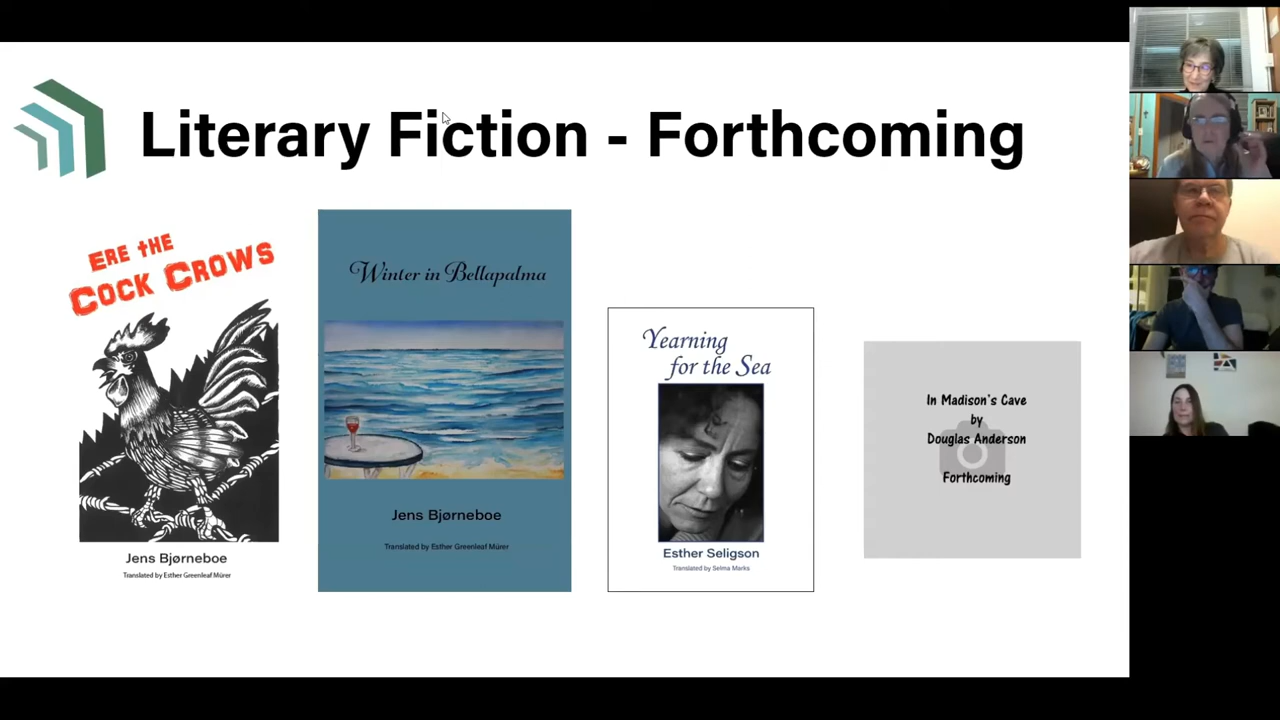 Literary Fiction - Forthcoming
ERE THE
COCK CROWS
Jens Bjørneboe
Translated by Esther Greenleaf Mürer
Winter in Bellapalma
Jens Bjørneboe
Translated by Esther Greenleaf Mürer
Yearning
for the Sea
Esther Seligson
Translated by Selma Marks
In Madison's Cave
by
Douglas Anderson
Forthcoming